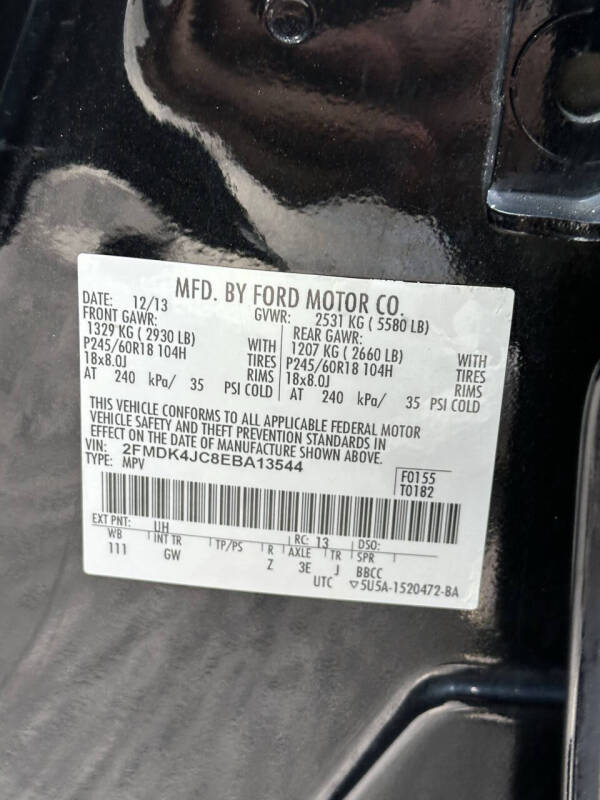 MFD. BY FORD MOTOR CO.
DATE: 12/13 GVWR: 2531 KG ( 5580 LB)
FRONT GAWR: REAR GAWR:
1329 KG ( 2930 LB) WITH 1207 KG ( 2660 LB) WITH
P245/60R18 104H TIRES P245/60R18 104H TIRES
18x8.0J RIMS 18x8.0J RIMS
AT 240 kPa/ 35 PSI COLD AT 240 kPa/ 35 PSI COLD
THIS VEHICLE CONFORMS TO ALL APPLICABLE FEDERAL MOTOR
VEHICLE SAFETY AND THEFT PREVENTION STANDARDS IN
EFFECT ON THE DATE OF MANUFACTURE SHOWN ABOVE.
VIN: 2FMDK4JC8EBA13544
TYPE: MPV
F0155
T0182
EXT PNT: UH RC: 13 DSO:
WB INT TR TP/PS R AXLE TR SPR
111 GW Z 3E J BBCC
UTC ▽5U5A-1520472-BA